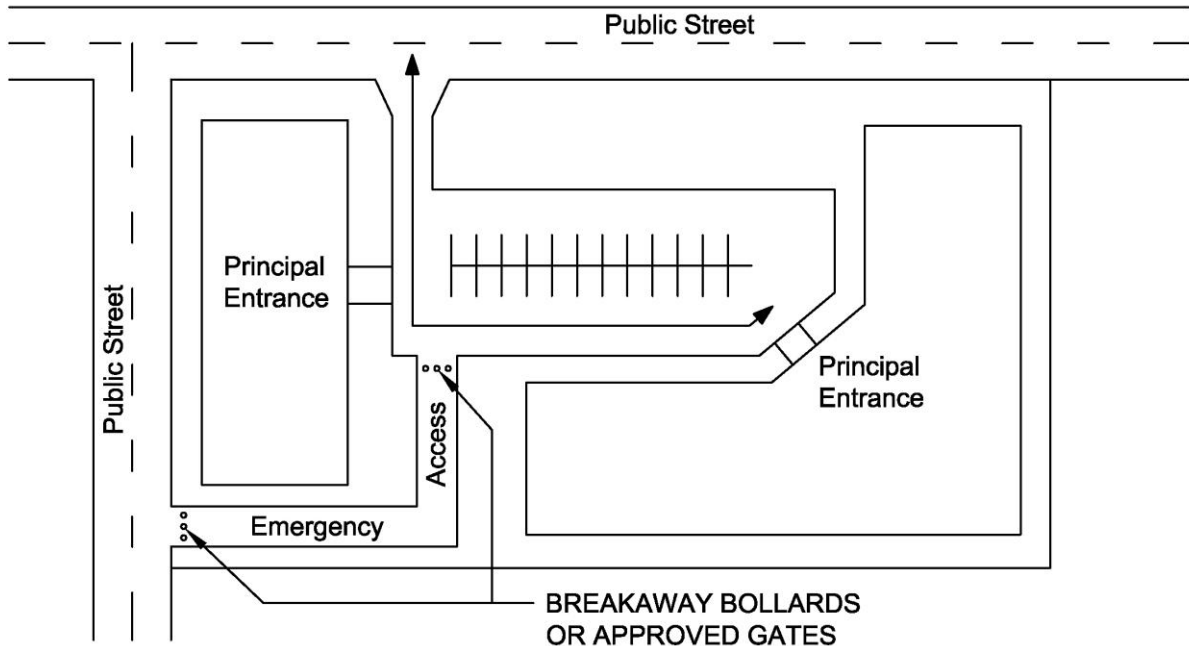 Public Street
Public Street
Principal
Entrance
Principal
Entrance
Access
Emergency
BREAKAWAY BOLLARDS
OR APPROVED GATES